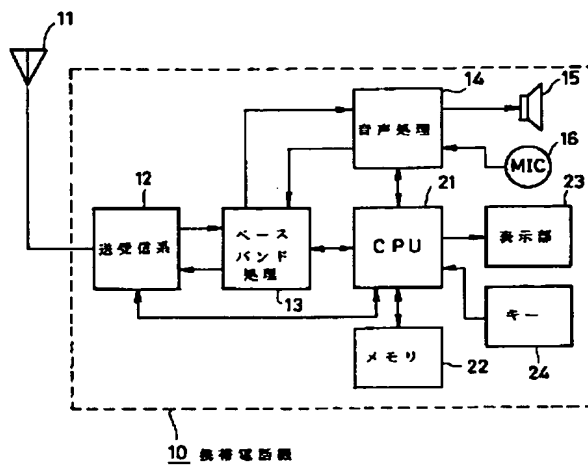 11
14
15
音声処理
16
MIC
12
21
23
送受信系
ベース
バンド
処理
CPU
表示部
13
キー
メモリ
22
24
10 携帯電話機